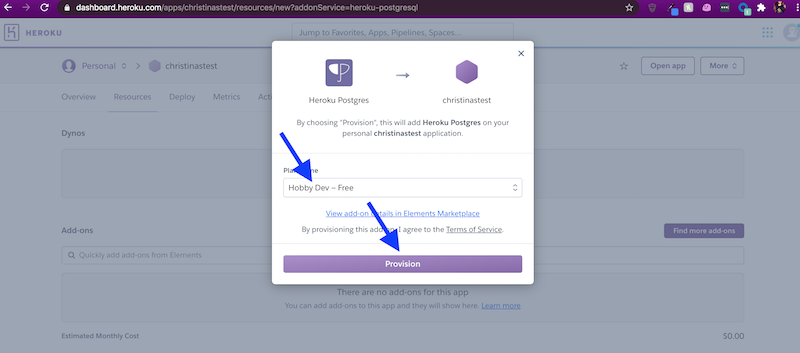 dashboard.heroku.com/apps/christinastest/resources/new?addonService=heroku-postgresql
HEROKU
Jump to Favorites, Apps, Pipelines, Spaces...
Personal
christinastest
Open app
More
Overview
Resources
Deploy
Metrics
Heroku Postgres
christinastest
By choosing "Provision", this will add Heroku Postgres on your
personal christinastest application.
Dynos
Hobby Dev – Free
View add-on details in Elements Marketplace
By provisioning this add-on, I agree to the Terms of Service.
Provision
Add-ons
Find more add-ons
Quickly add add-ons from Elements
There are no add-ons for this app
You can add add-ons to this app and they will show here. Learn more
Estimated Monthly Cost
$0.00